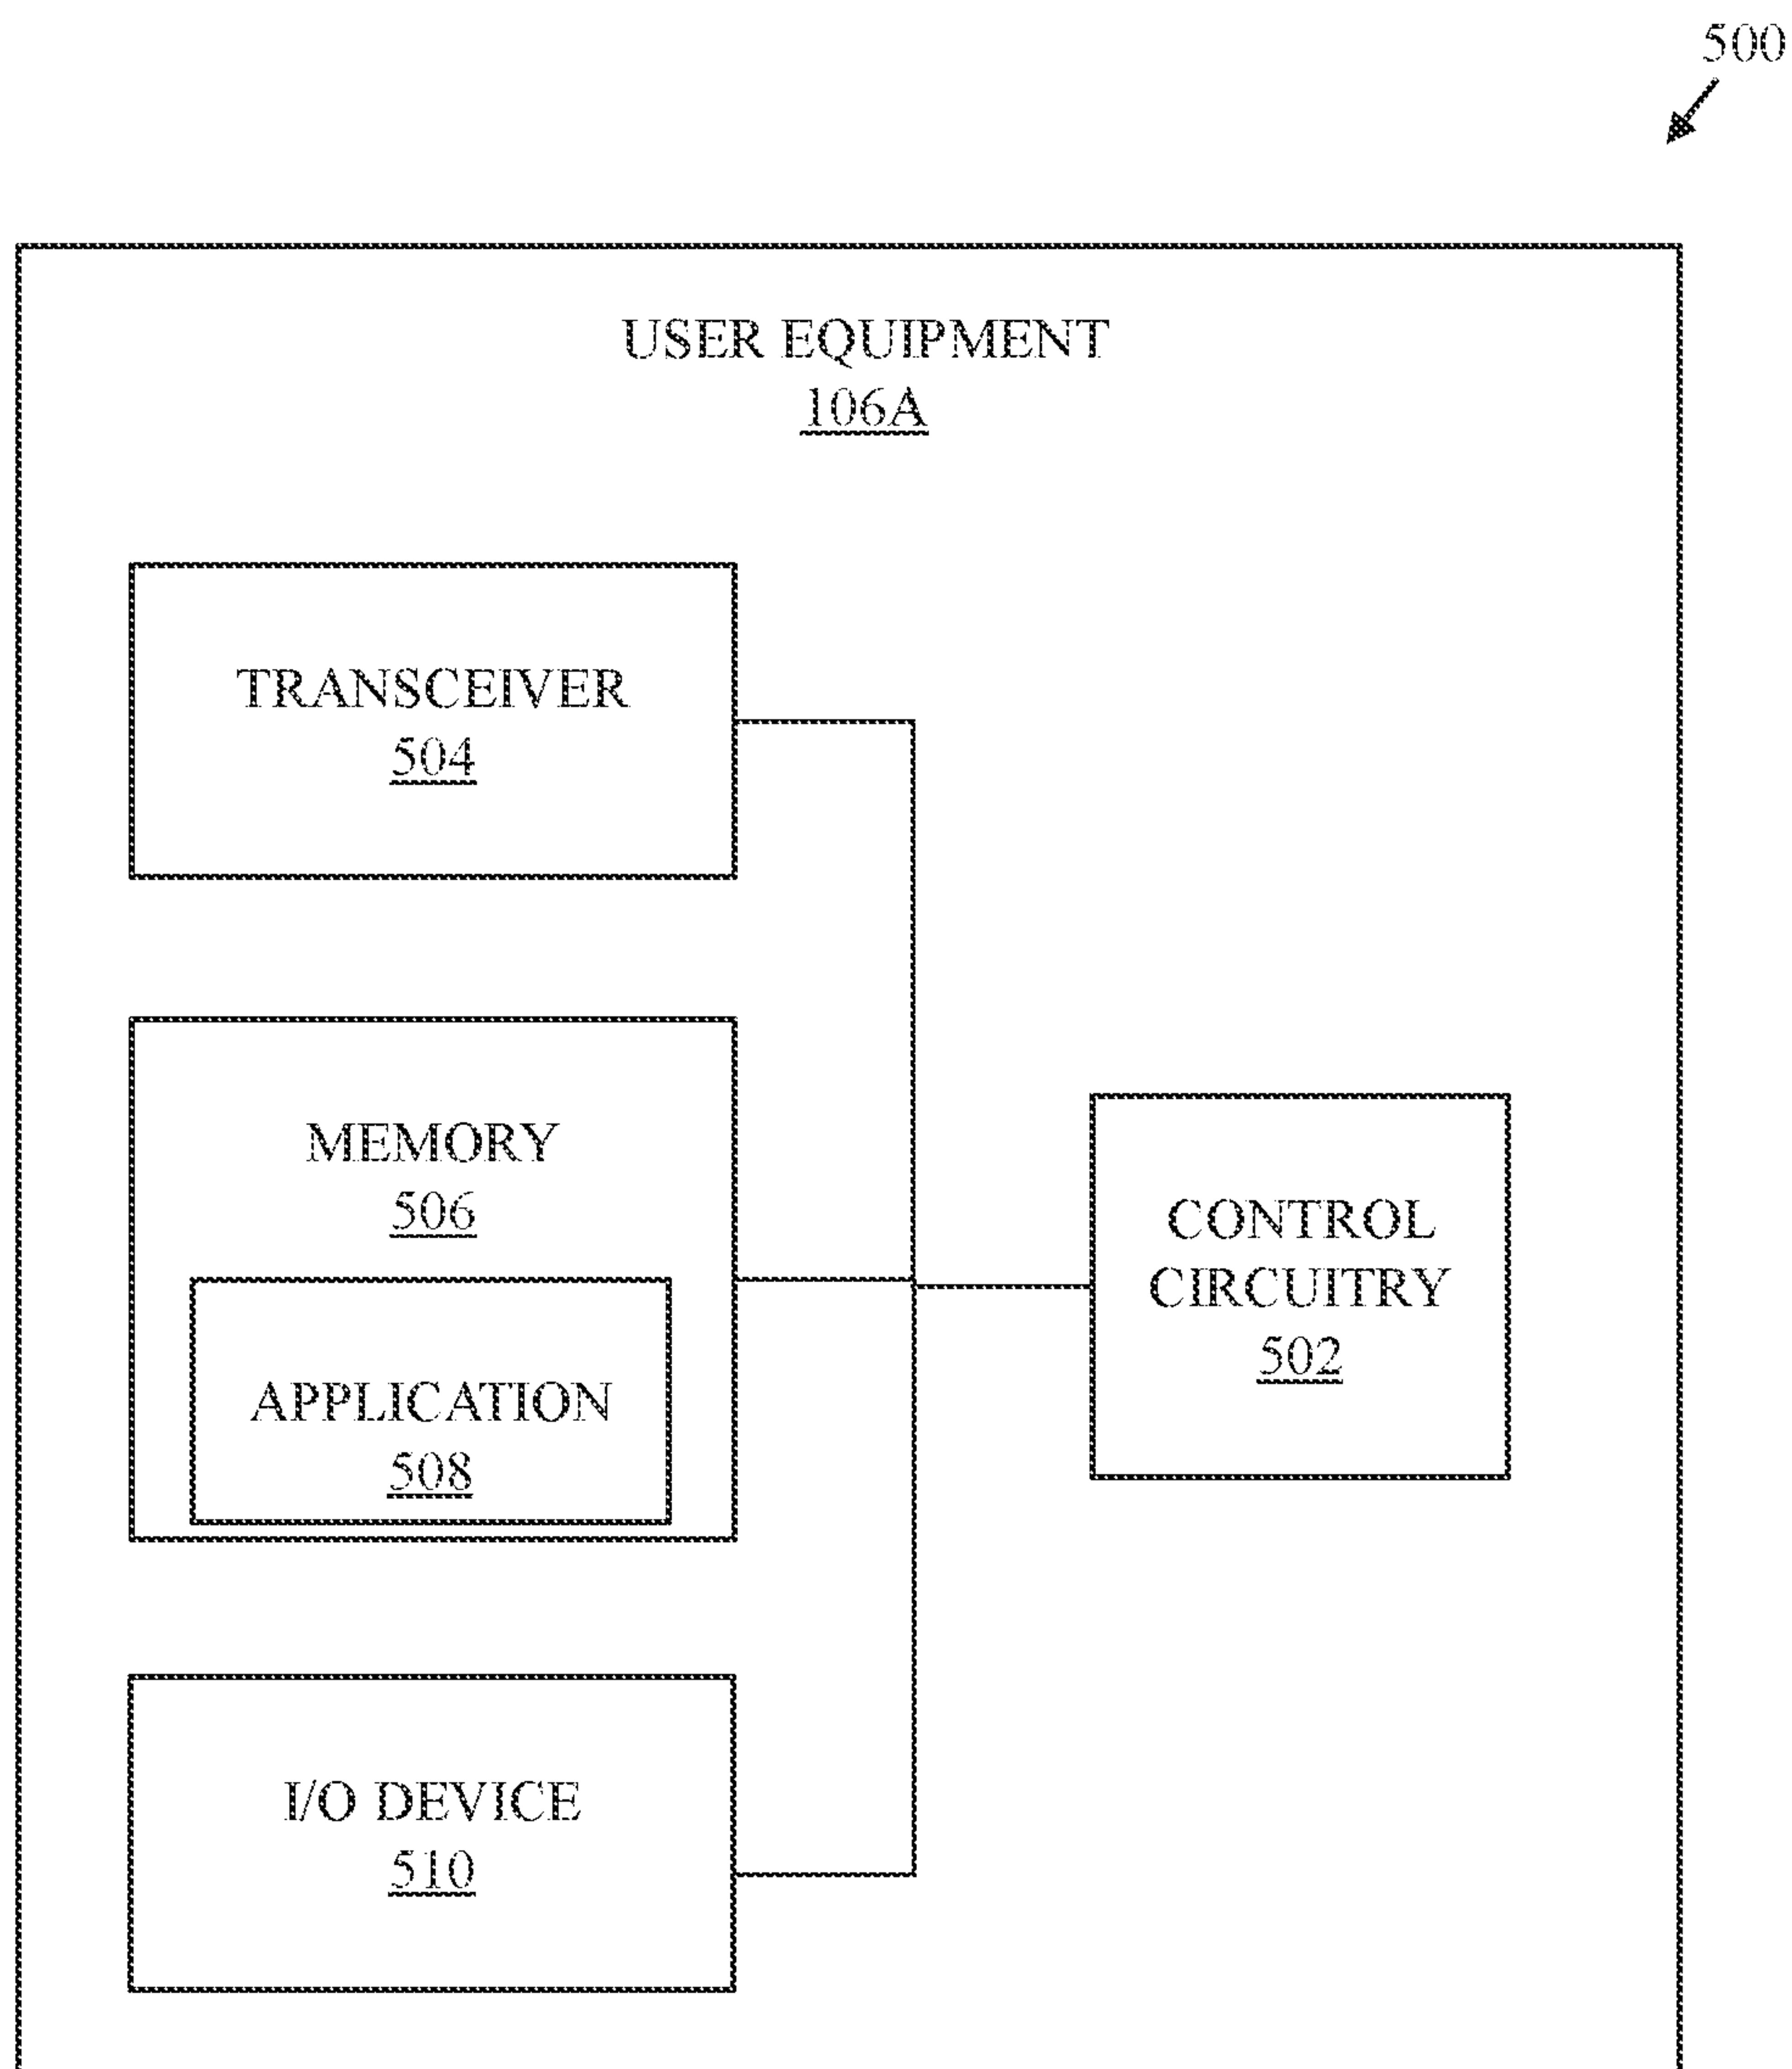 500
USER EQUIPMENT
106A
TRANSCEIVER
504
MEMORY
506
APPLICATION
508
CONTROL
CIRCUITRY
502
I/O DEVICE
510